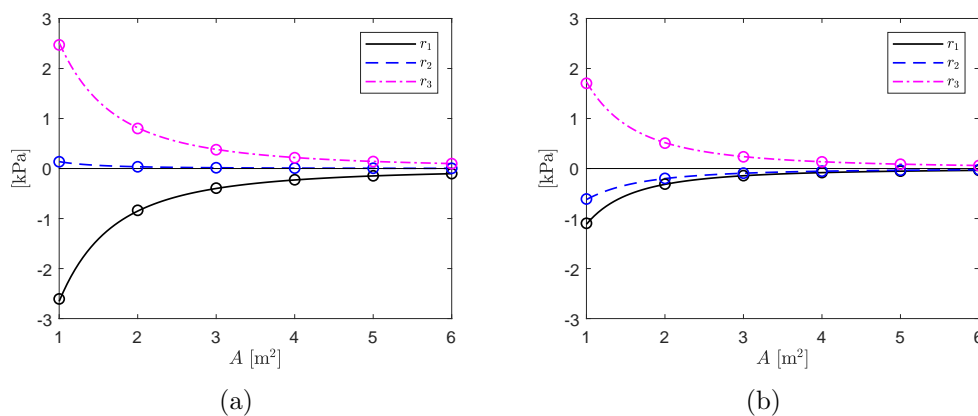 3
2
1
0
-1
-2
-3
[kPa]
1 2 3 4 5 6
A [m²]
r₁
r₂
r₃
(a)
3
2
1
0
-1
-2
-3
[kPa]
1 2 3 4 5 6
A [m²]
r₁
r₂
r₃
(b)